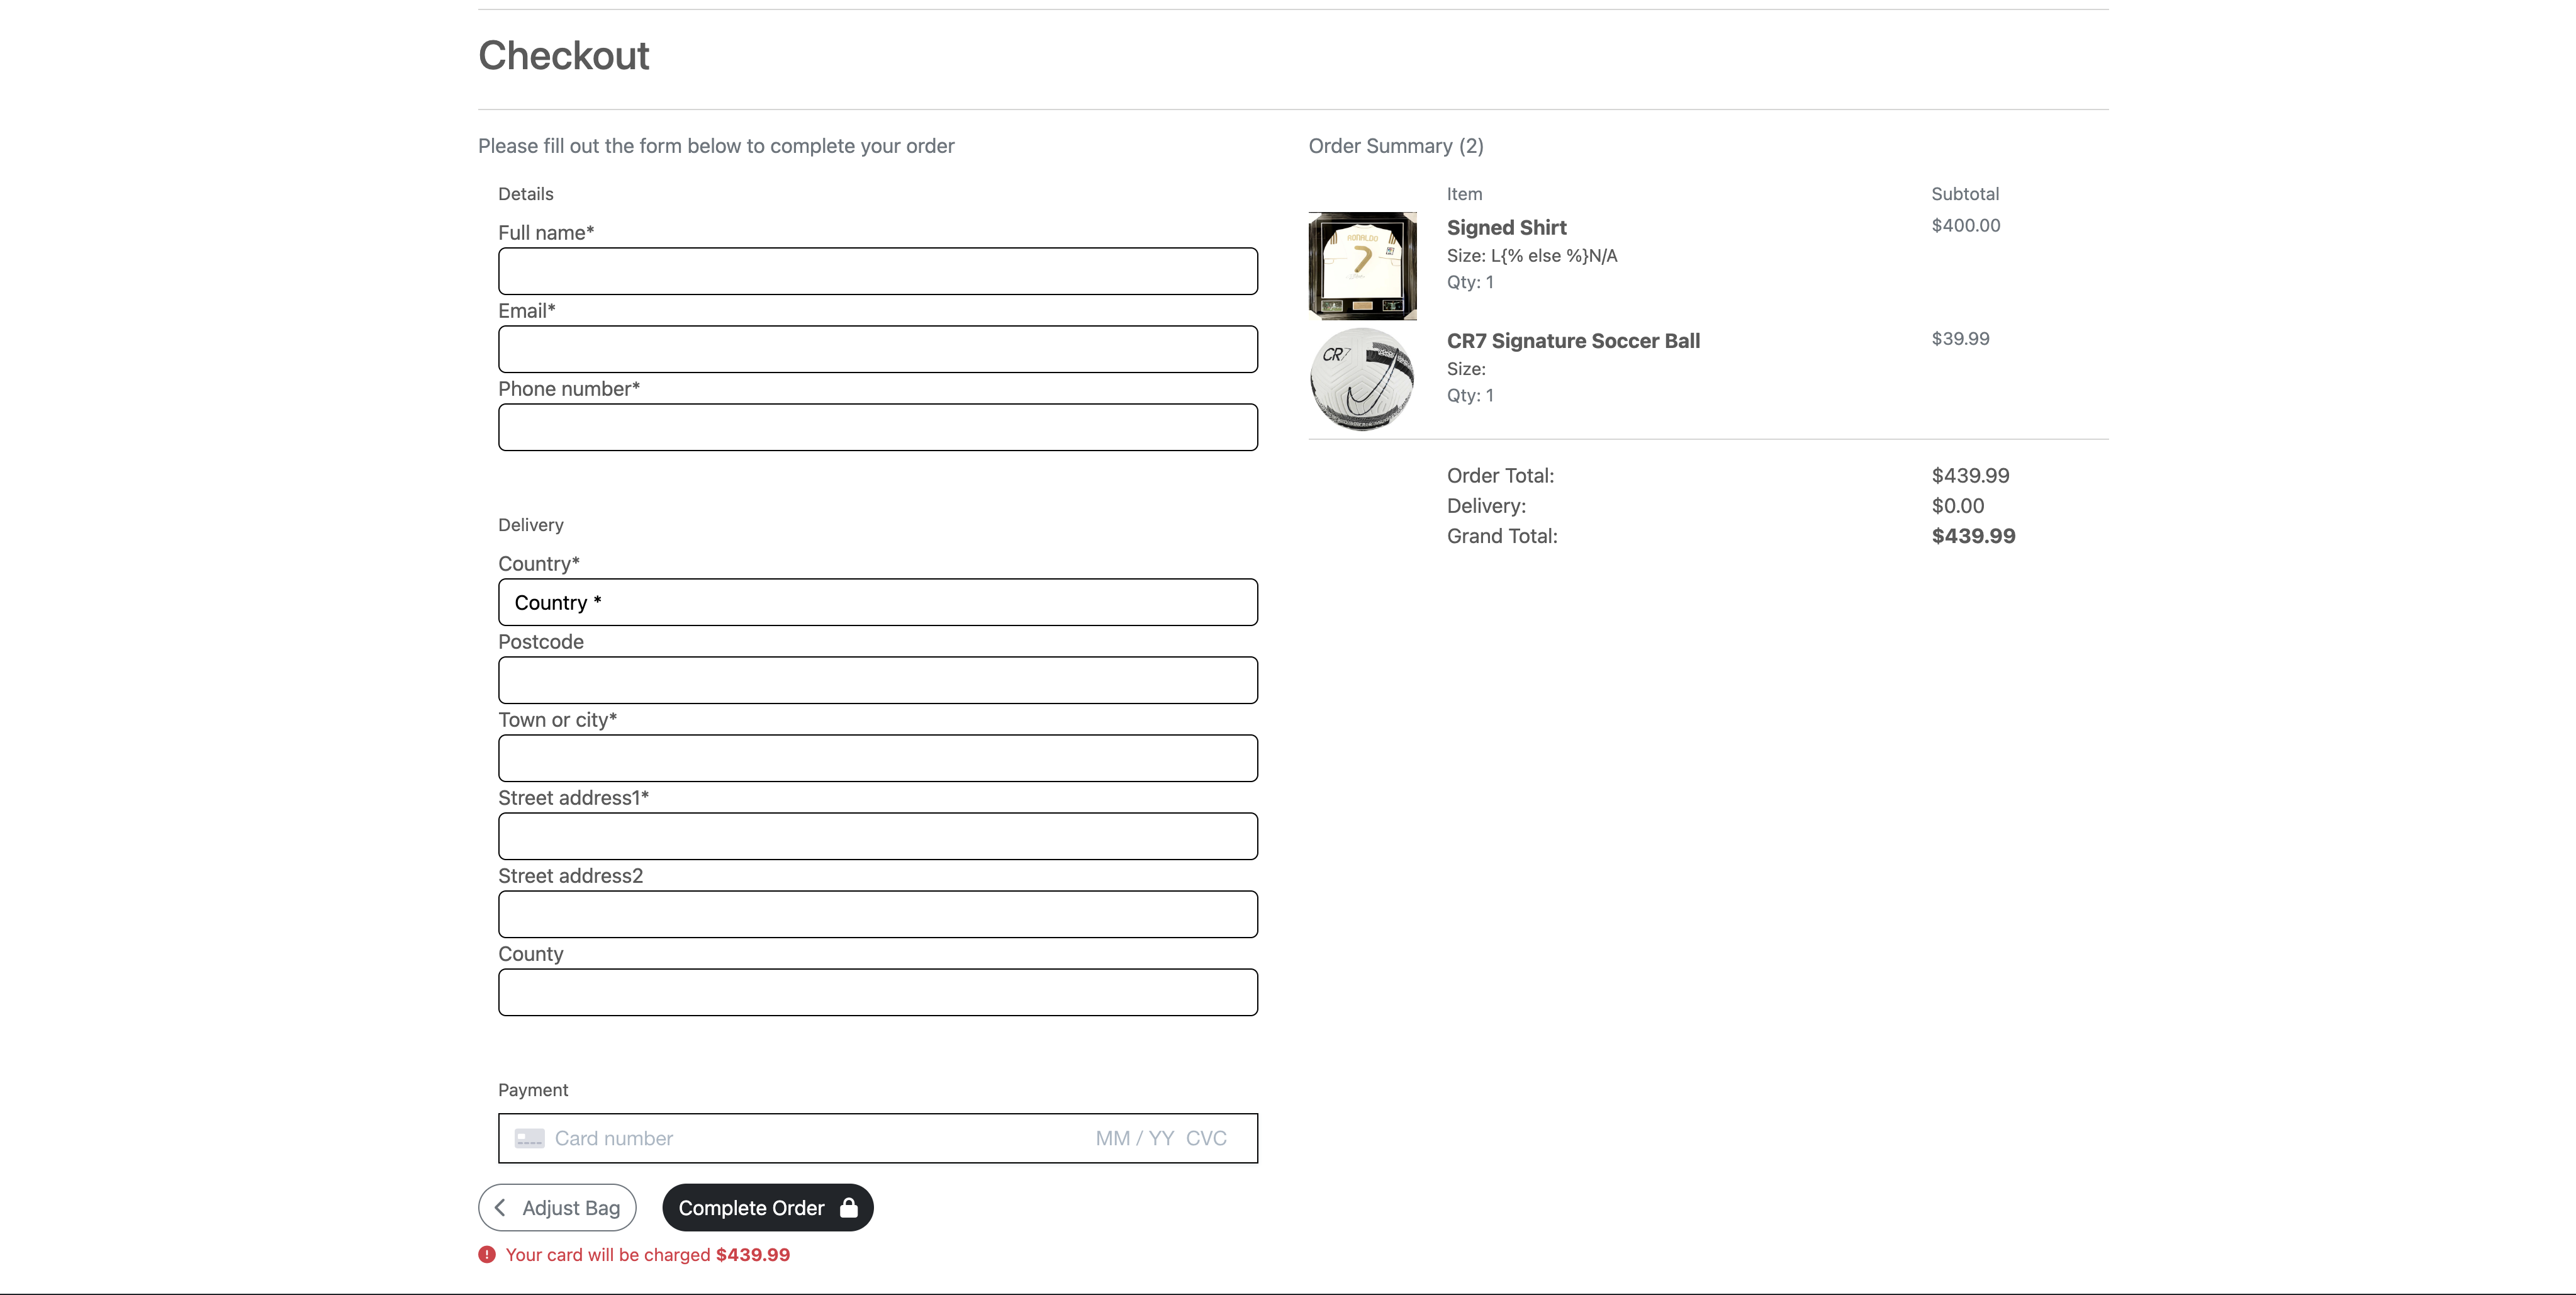 Checkout
Please fill out the form below to complete your order
Details
Full name*
Email*
Phone number*
Delivery
Country*
Country *
Postcode
Town or city*
Street address1*
Street address2
County
Payment
Card number MM / YY CVC
Adjust Bag
Complete Order
Your card will be charged $439.99
Order Summary (2)
Item Subtotal
RONALDO
7
Signed Shirt $400.00
Size: L{% else %}N/A
Qty: 1
CR7
CR7 Signature Soccer Ball $39.99
Size:
Qty: 1
Order Total: $439.99
Delivery: $0.00
Grand Total: $439.99